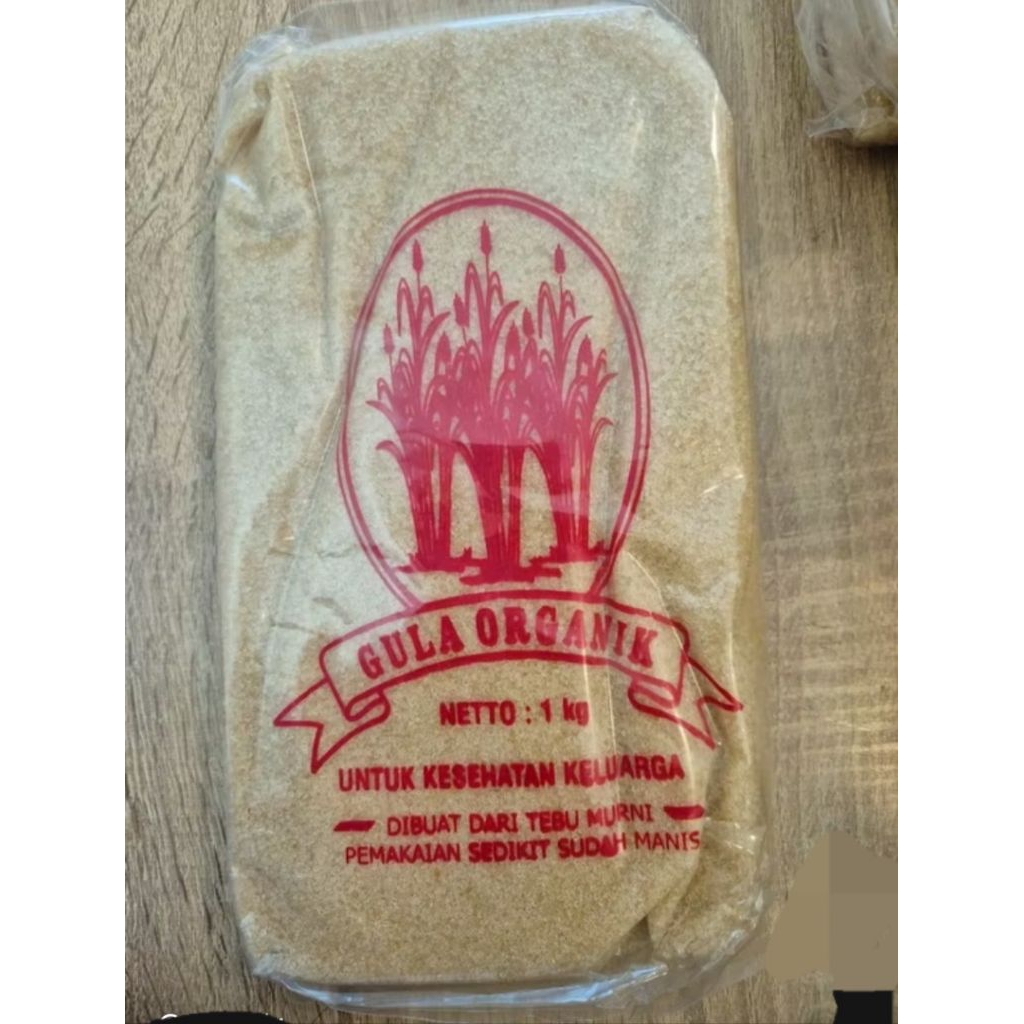 GULA ORGANIK
NETTO : 1 kg
UNTUK KESEHATAN KELUARGA
DIBUAT DARI TEBU MURNI
PEMAKAIAN SEDIKIT SUDAH MANIS